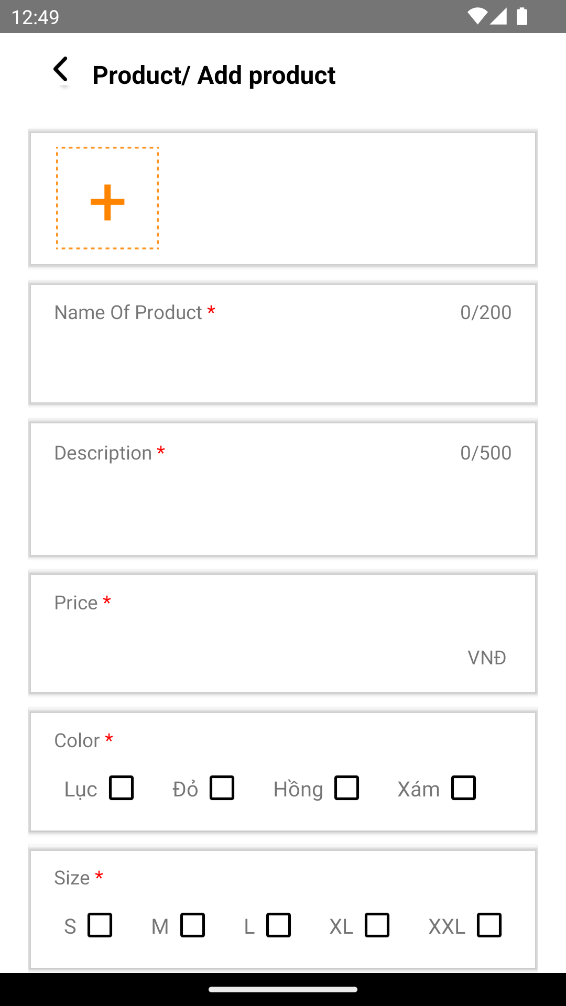 12:49
Product/ Add product
Name Of Product * 0/200
Description * 0/500
Price *
VNĐ
Color *
Lục Đỏ Hồng Xám
Size *
S M L XL XXL